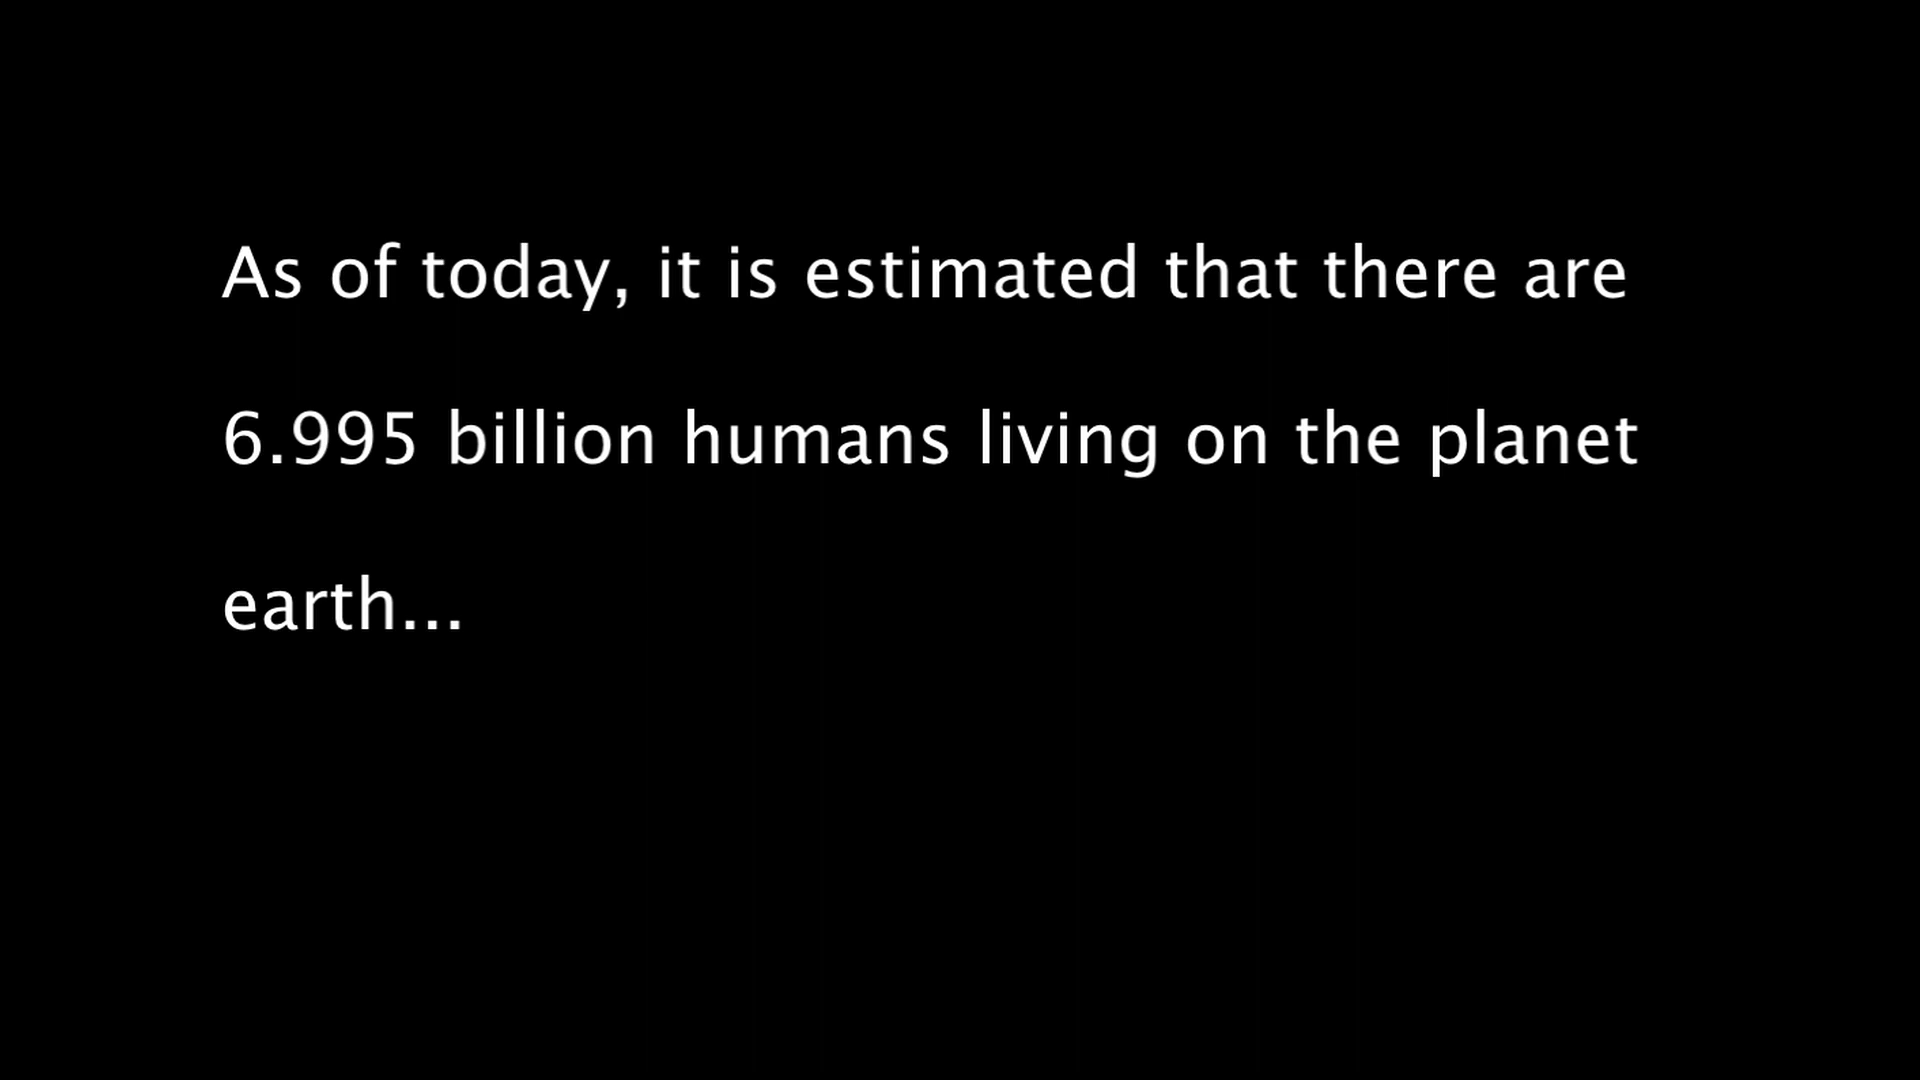 As of today, it is estimated that there are
6.995 billion humans living on the planet
earth...